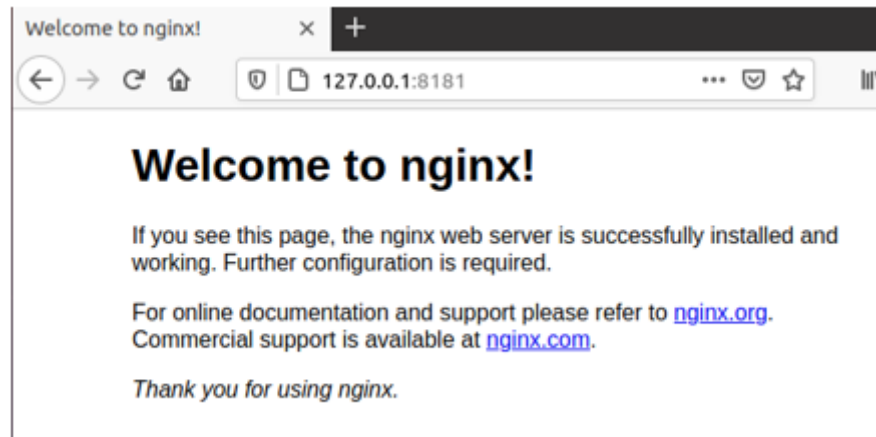 Welcome to nginx!
127.0.0.1:8181
Welcome to nginx!
If you see this page, the nginx web server is successfully installed and
working. Further configuration is required.
For online documentation and support please refer to nginx.org.
Commercial support is available at nginx.com.
Thank you for using nginx.